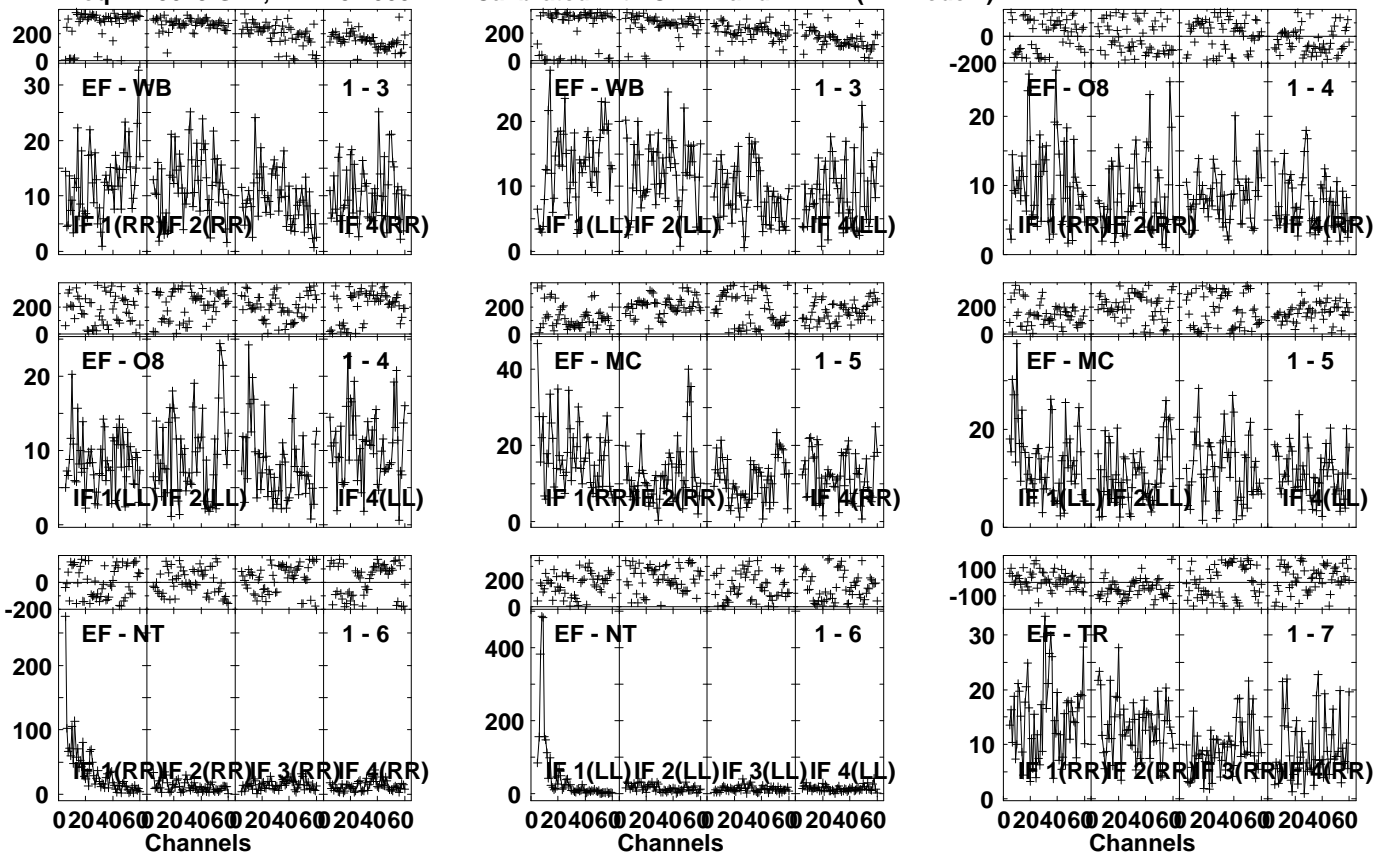 200
0
30
20
10
0
EF - WB 1 - 3
IF 1(RR) IF 2(RR) IF 4(RR)
200
0
20
10
0
EF - WB 1 - 3
IF 1(LL) IF 2(LL) IF 4(LL)
0
-200
20
10
0
EF - O8 1 - 4
IF 1(RR) IF 2(RR) IF 4(RR)
200
0
20
10
0
EF - O8 1 - 4
IF 1(LL) IF 2(LL) IF 4(LL)
200
0
40
20
0
EF - MC 1 - 5
IF 1(RR) IF 2(RR) IF 4(RR)
200
0
20
0
EF - MC 1 - 5
IF 1(LL) IF 2(LL) IF 4(LL)
0
-200
200
100
0
EF - NT 1 - 6
IF 1(RR) IF 2(RR) IF 3(RR) IF 4(RR)
0 20 40 60 0 20 40 60 0 20 40 60 0 20 40 60
Channels
200
0
400
200
0
EF - NT 1 - 6
IF 1(LL) IF 2(LL) IF 3(LL) IF 4(LL)
0 20 40 60 0 20 40 60 0 20 40 60 0 20 40 60
Channels
100
-100
30
20
10
0
EF - TR 1 - 7
IF 1(RR) IF 2(RR) IF 3(RR) IF 4(RR)
0 20 40 60 0 20 40 60 0 20 40 60 0 20 40 60
Channels